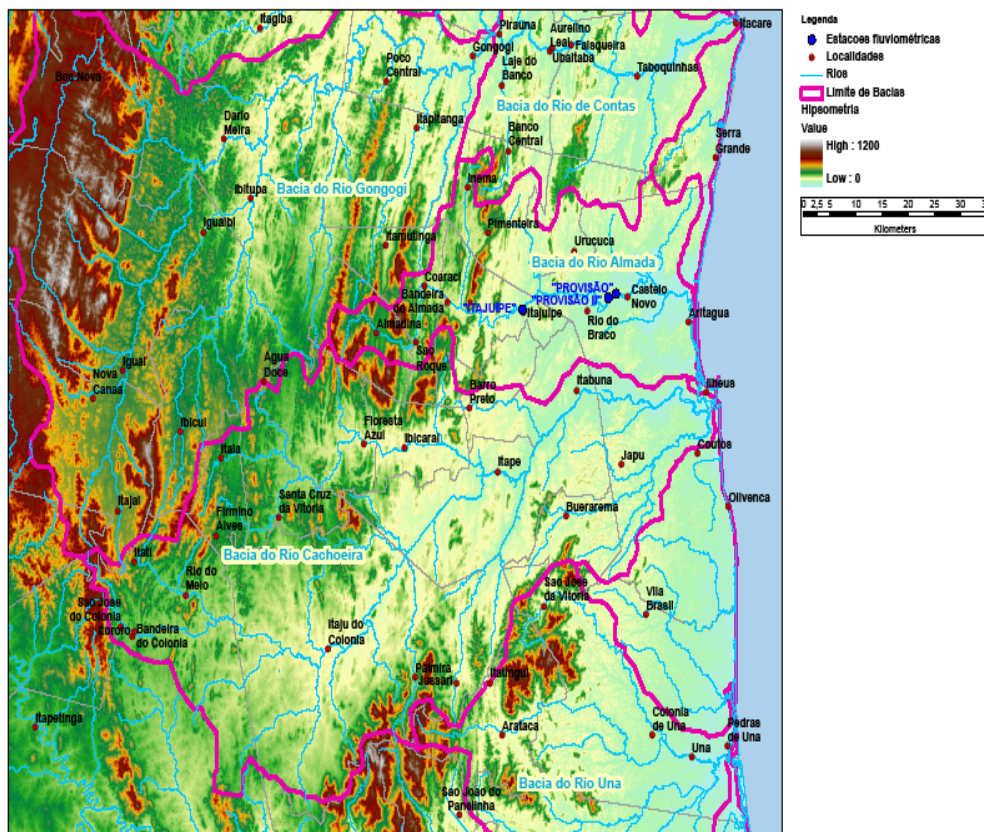 Itagiba
Pirauna
Aurelino
Leal
Itacare
Gongogi
Faisqueira
Ubaitaba
Laje do
Banco
Poco
Central
Boa Nova
Taboquinhas
Bacia do Rio de Contas
Dario
Meira
Itapitanga
Banco
Central
Serra
Grande
Inema
Ibitupa
Bacia do Rio Gongogi
Iguaibi
Pimenteira
Itamutinga
Uruçuca
Bacia do Rio Almada
Coaraci
"PROVISÃO"
"PROVISÃO II"
Castelo
Novo
Bandeira
do Almada
"ITAJUIPE"
Itajuipe
Rio do
Braco
Aritagua
Almadina
Sao
Roque
Agua
Doce
Igual
Nova
Canaa
Barro
Preto
Itabuna
Ilheus
Ibicui
Floresta
Azul
Ibicarai
Itaia
Itape
Japu
Coutos
Santa Cruz
da Vitoria
Itajai
Firmino
Alves
Buerarema
Olivenca
Itati
Bacia do Rio Cachoeira
Rio do
Meio
Sao Jose
da Vitoria
Vila
Brasil
Sao Jose
do Colonia
Bandeira
do Colonia
Itaju do
Colonia
Palmira
Jussari
Itatingui
Itapetinga
Arataca
Colonia
de Una
Pedras
de Una
Una
Bacia do Rio Una
Sao Joao do
Panelinha
Legenda
Estacoes fluviométricas
Localidades
Rios
Limite de Bacias
Hipsometria
Value
High : 1200
Low : 0
0 2,5 5 10 15 20 25 30 35
Kilometers